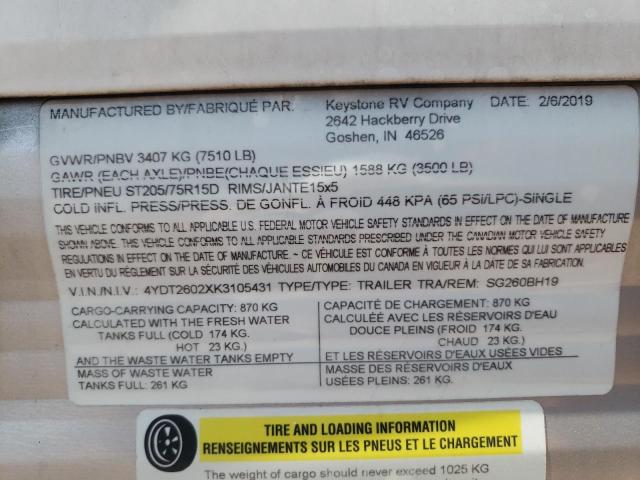 MANUFACTURED BY/FABRIQUÉ PAR. Keystone RV Company DATE: 2/6/2019
2642 Hackberry Drive
Goshen, IN 46526
GVWR/PNBV 3407 KG (7510 LB)
GAWR (EACH AXLE)/PNBE(CHAQUE ESSIEU) 1588 KG (3500 LB)
TIRE/PNEU ST205/75R15D RIMS/JANTE15x5
COLD INFL. PRESS/PRESS. DE GONFL. À FROID 448 KPA (65 PSI/LPC)-SINGLE
THIS VEHICLE CONFORMS TO ALL APPLICABLE U.S. FEDERAL MOTOR VEHICLE SAFETY STANDARDS IN EFFECT ON THE DATE OF MANUFACTURE
SHOWN ABOVE. THIS VEHICLE CONFORMS TO ALL APPLICABLE STANDARDS PRESCRIBED UNDER THE CANADIAN MOTOR VEHICLE SAFETY
REGULATIONS IN EFFECT ON THE DATE OF MANUFACTURE. ~ CE VÉHICULE EST CONFORME À TOUTES LES NORMES QUI LUI SONT APPLICABLES
EN VERTU DU RÈGLEMENT SUR LA SÉCURITÉ DES VÉHICULES AUTOMOBILES DU CANADA EN VIGUEUR À LA DATE DE SA FABRICATION.
V.I.N./N.I.V.: 4YDT2602XK3105431 TYPE/TYPE: TRAILER TRA/REM: SG260BH19
CARGO-CARRYING CAPACITY: 870 KG
CALCULATED WITH THE FRESH WATER
TANKS FULL (COLD 174 KG.
HOT 23 KG.)
AND THE WASTE WATER TANKS EMPTY
MASS OF WASTE WATER
TANKS FULL: 261 KG
CAPACITÉ DE CHARGEMENT: 870 KG
CALCULÉE AVEC LES RÉSERVOIRS D'EAU
DOUCE PLEINS (FROID 174 KG.
CHAUD 23 KG.)
ET LES RÉSERVOIRS D'EAUX USÉES VIDES
MASSE DES RÉSERVOIRS D'EAUX
USÉES PLEINS: 261 KG.
TIRE AND LOADING INFORMATION
RENSEIGNEMENTS SUR LES PNEUS ET LE CHARGEMENT
The weight of cargo should never exceed 1025 KG